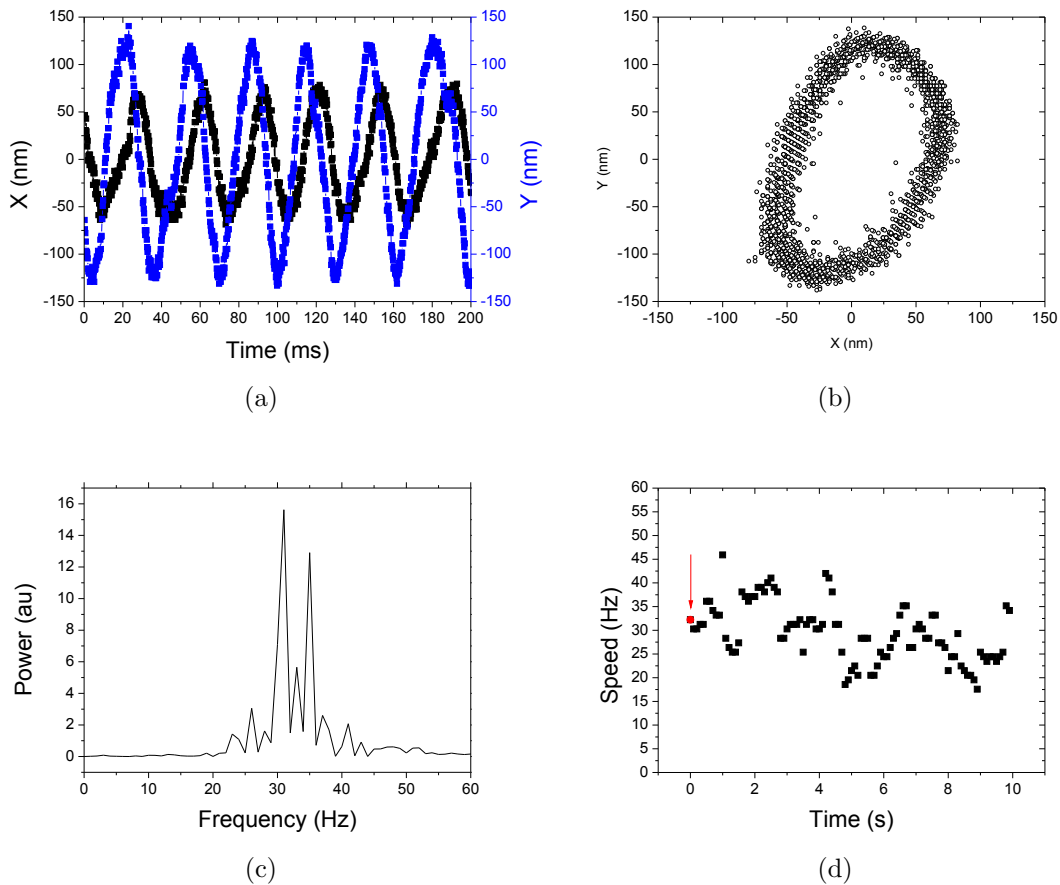 150
100
50
0
-50
-100
-150
X (nm)
150
100
50
0
-50
-100
-150
Y (nm)
0 20 40 60 80 100 120 140 160 180 200
Time (ms)
(a)
150
100
50
0
-50
-100
-150
Y (nm)
-150 -100 -50 0 50 100 150
X (nm)
(b)
16
14
12
10
8
6
4
2
0
Power (au)
0 10 20 30 40 50 60
Frequency (Hz)
(c)
60
55
50
45
40
35
30
25
20
15
10
5
0
Speed (Hz)
0 2 4 6 8 10
Time (s)
(d)